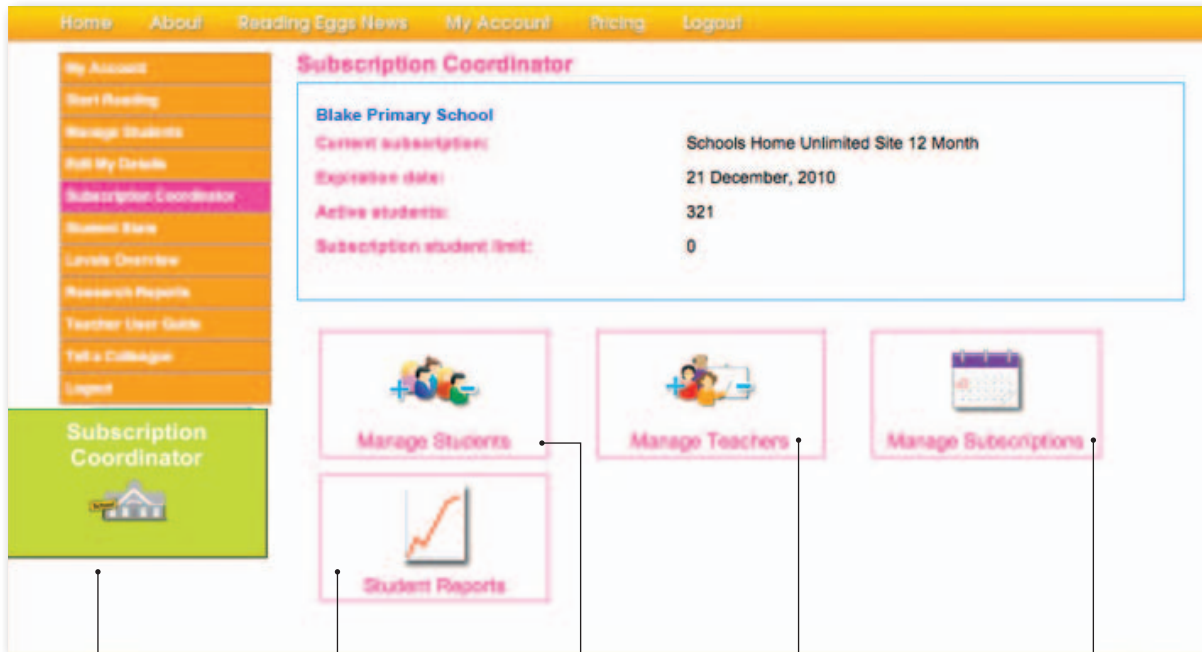 Home About Reading Eggs News My Account Pricing Logout
My Account
Start Reading
Manage Students
Edit My Details
Subscription Coordinator
Student Stats
Levels Overview
Research Reports
Teacher User Guide
Tell a Colleague
Logout
Subscription
Coordinator
School
Subscription Coordinator
Blake Primary School
Current subscription: Schools Home Unlimited Site 12 Month
Expiration date: 21 December, 2010
Active students: 321
Subscription student limit: 0
Manage Students
Manage Teachers
Manage Subscriptions
Student Reports